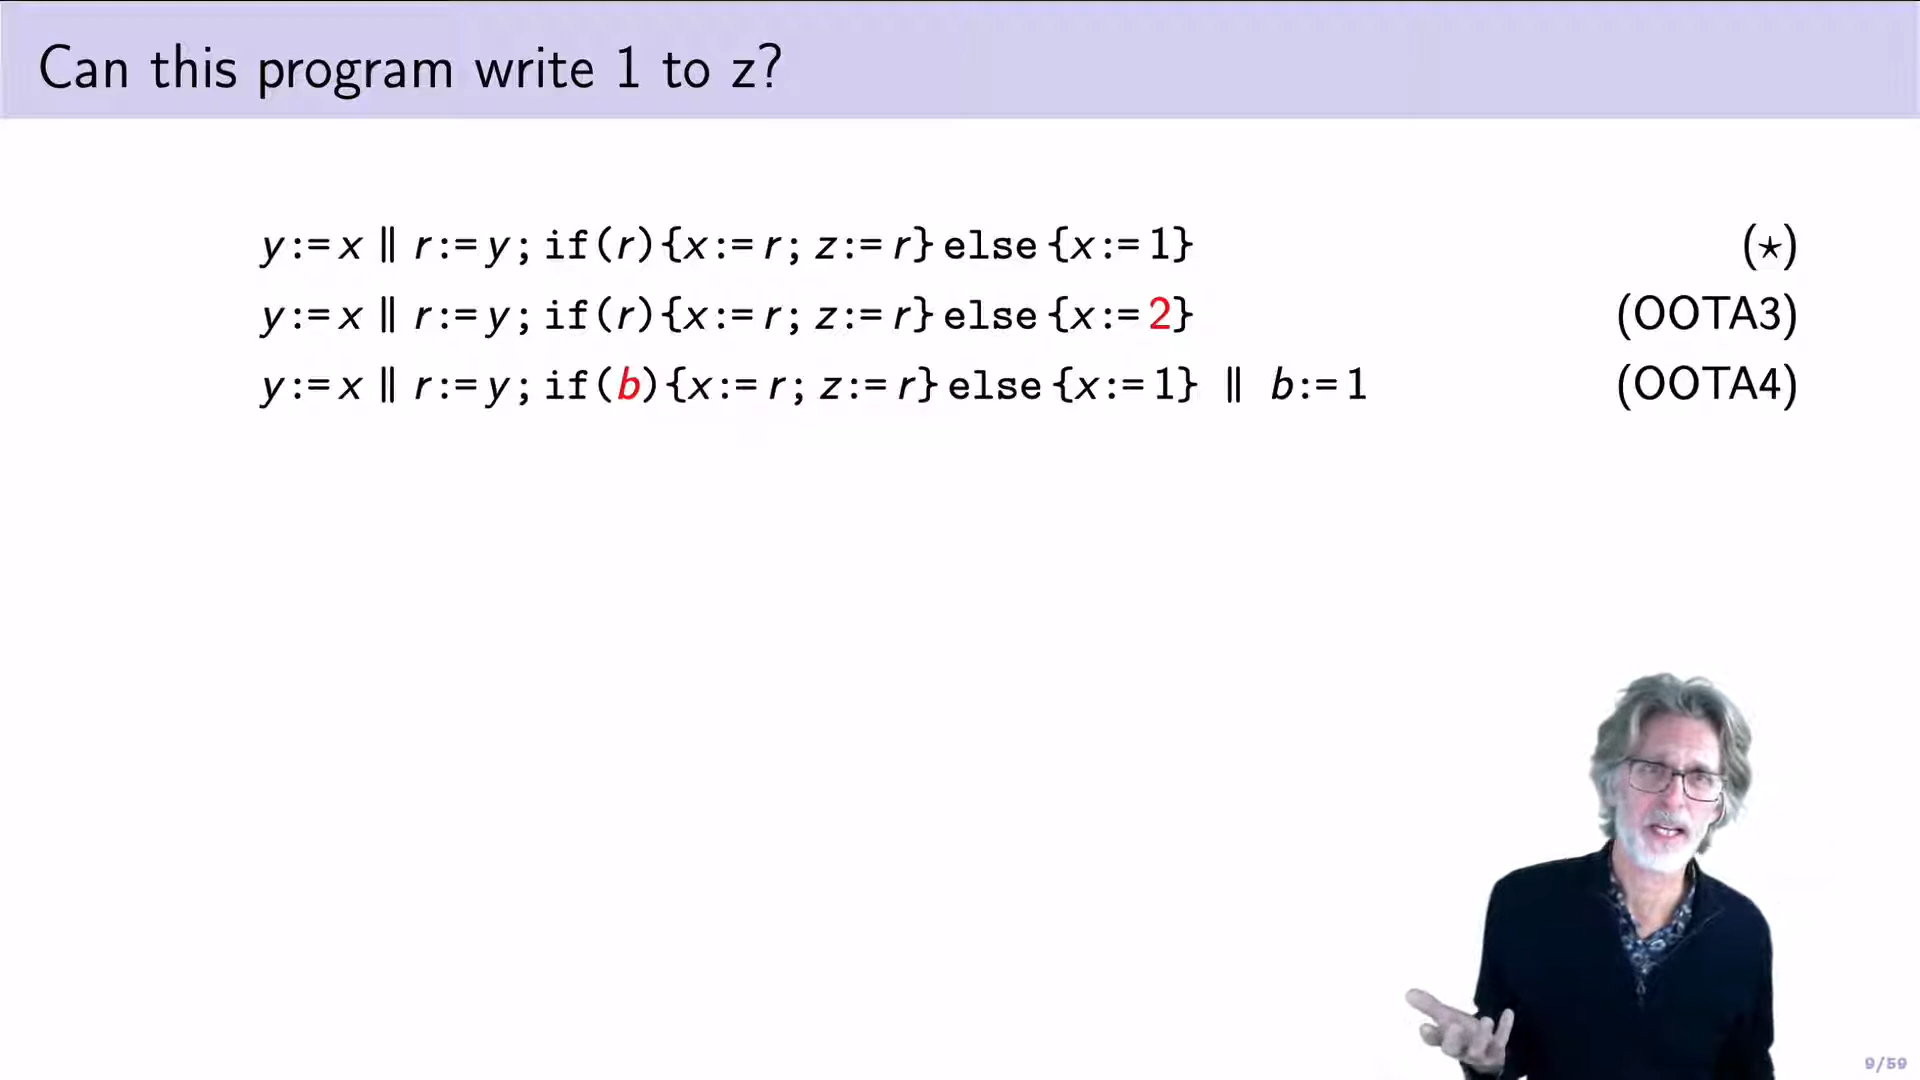 Can this program write 1 to z?
y:=x ‖ r:=y; if(r){x:=r; z:=r} else {x:=1} (⋆)
y:=x ‖ r:=y; if(r){x:=r; z:=r} else {x:=2} (OOTA3)
y:=x ‖ r:=y; if(b){x:=r; z:=r} else {x:=1} ‖ b:=1 (OOTA4)
9/59